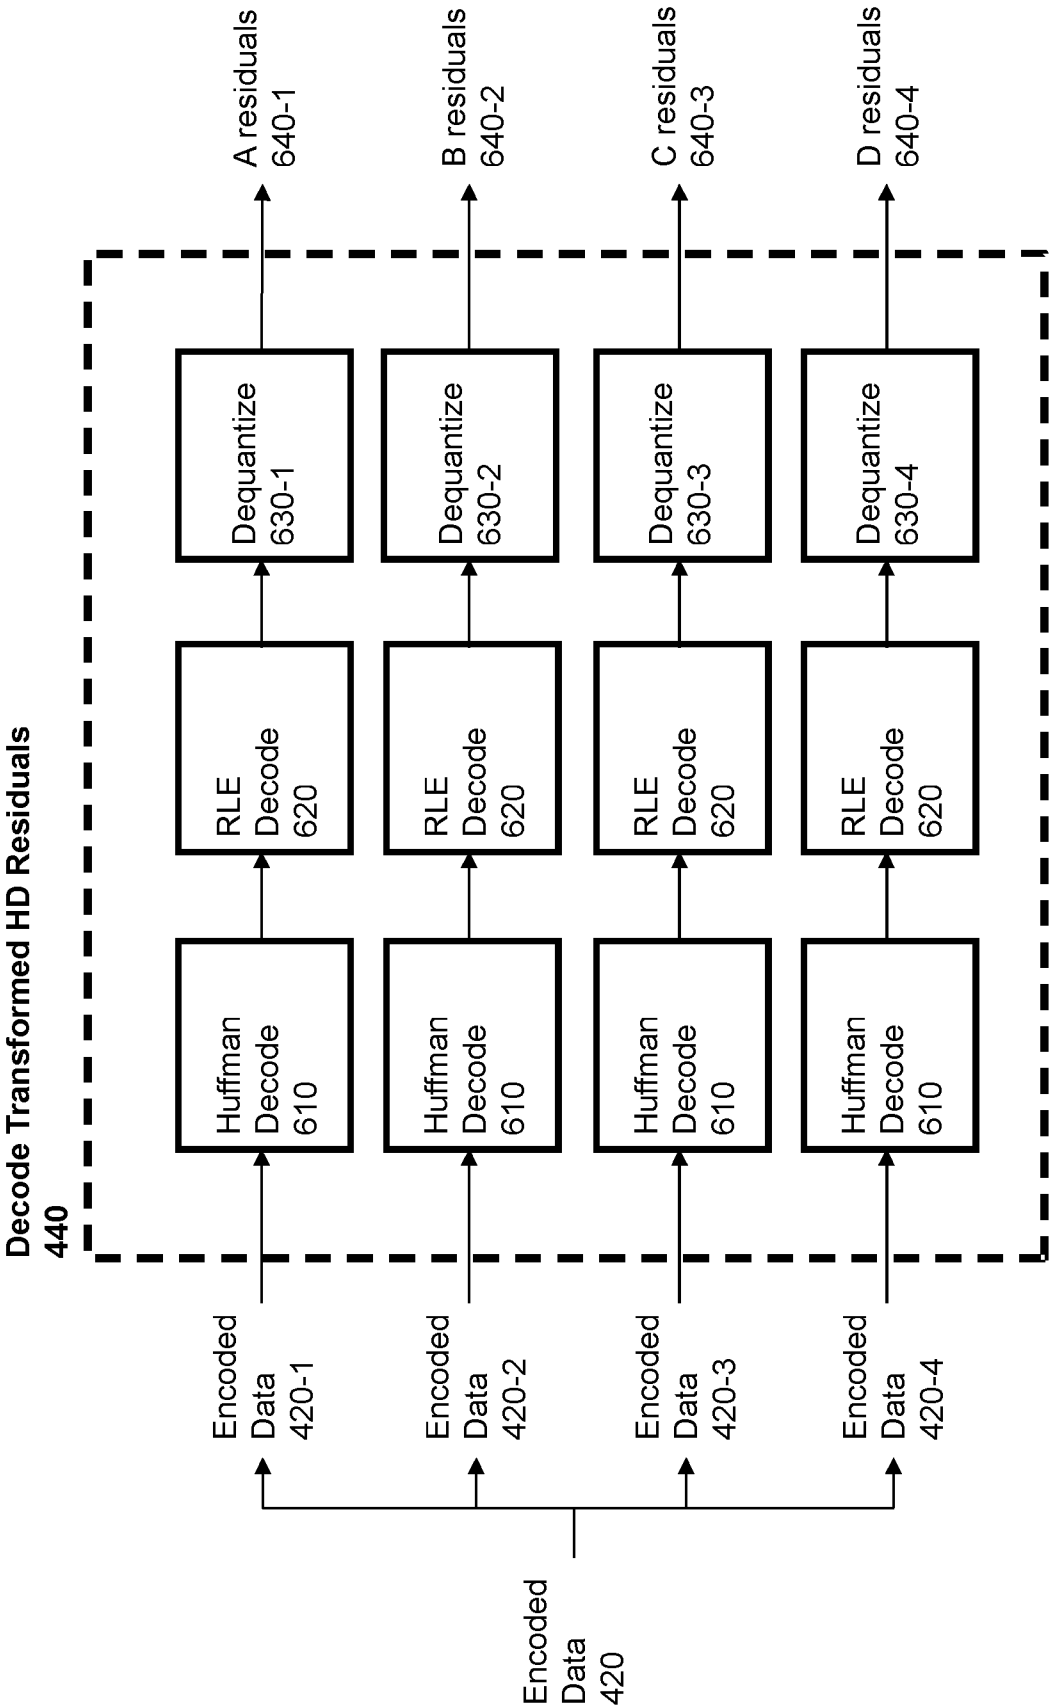 Decode Transformed HD Residuals
440
Encoded
Data
420
Encoded
Data
420-1
Huffman
Decode
610
RLE
Decode
620
Dequantize
630-1
A residuals
640-1
Encoded
Data
420-2
Huffman
Decode
610
RLE
Decode
620
Dequantize
630-2
B residuals
640-2
Encoded
Data
420-3
Huffman
Decode
610
RLE
Decode
620
Dequantize
630-3
C residuals
640-3
Encoded
Data
420-4
Huffman
Decode
610
RLE
Decode
620
Dequantize
630-4
D residuals
640-4